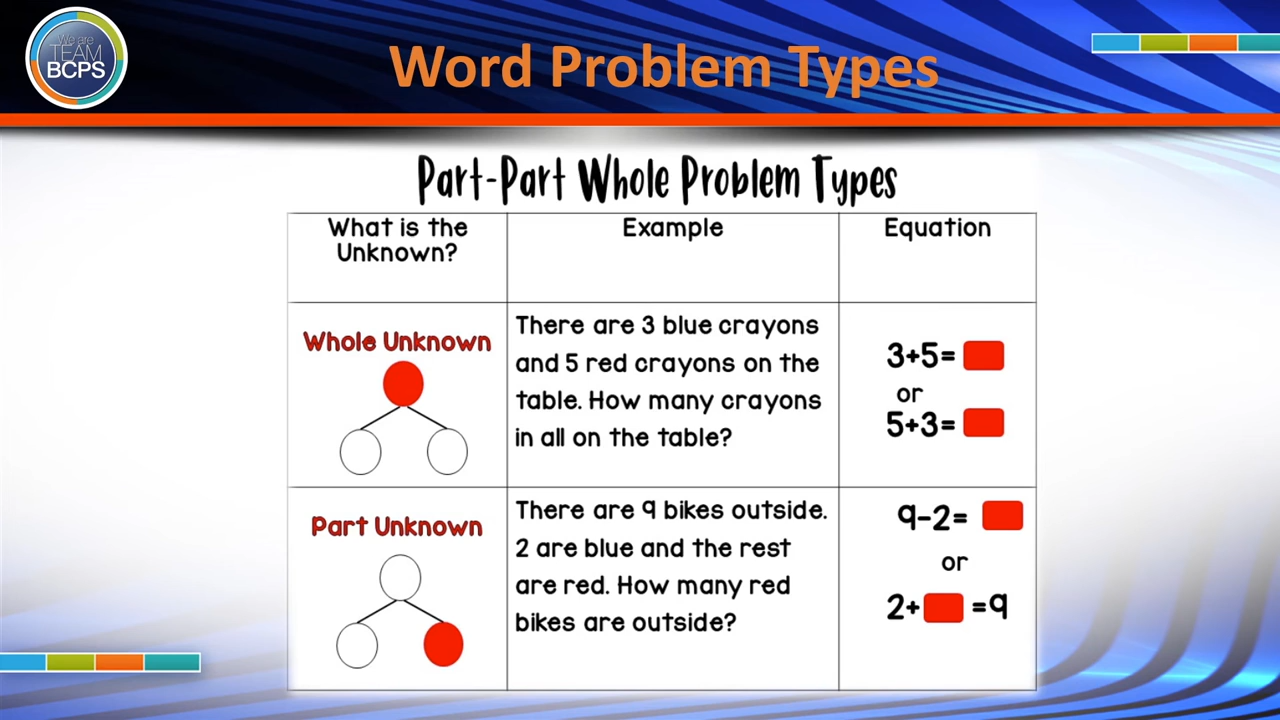 We are
TEAM
BCPS
Word Problem Types
Part-Part Whole Problem Types
What is the
Unknown?
Example
Equation
Whole Unknown
There are 3 blue crayons
and 5 red crayons on the
table. How many crayons
in all on the table?
3+5=
or
5+3=
Part Unknown
There are 9 bikes outside.
2 are blue and the rest
are red. How many red
bikes are outside?
9-2=
or
2+ =9